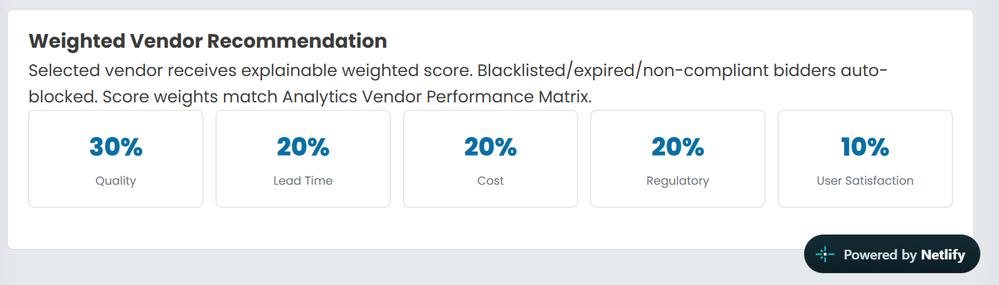 Weighted Vendor Recommendation
Selected vendor receives explainable weighted score. Blacklisted/expired/non-compliant bidders auto-
blocked. Score weights match Analytics Vendor Performance Matrix.
30%
Quality
20%
Lead Time
20%
Cost
20%
Regulatory
10%
User Satisfaction
Powered by Netlify